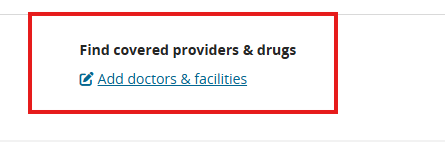 Find covered providers & drugs
Add doctors & facilities